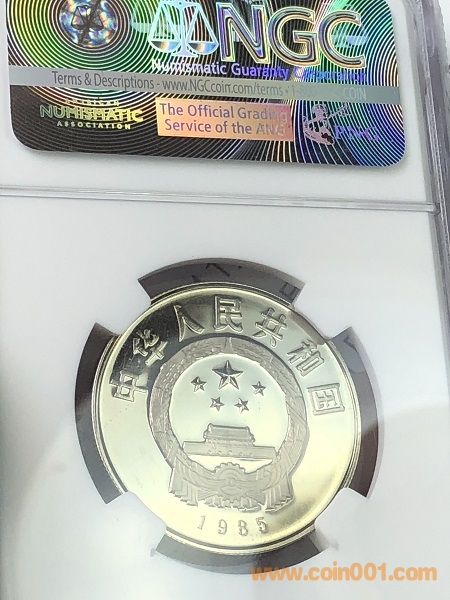 NGC
Numismatic Guaranty
Terms & Descriptions - www.NGCcoin.com/terms
NUMISMATIC
ASSOCIATION
The Official Grading
Service of the ANA
PNG
中华人民共和国
1985
www.coin001.com